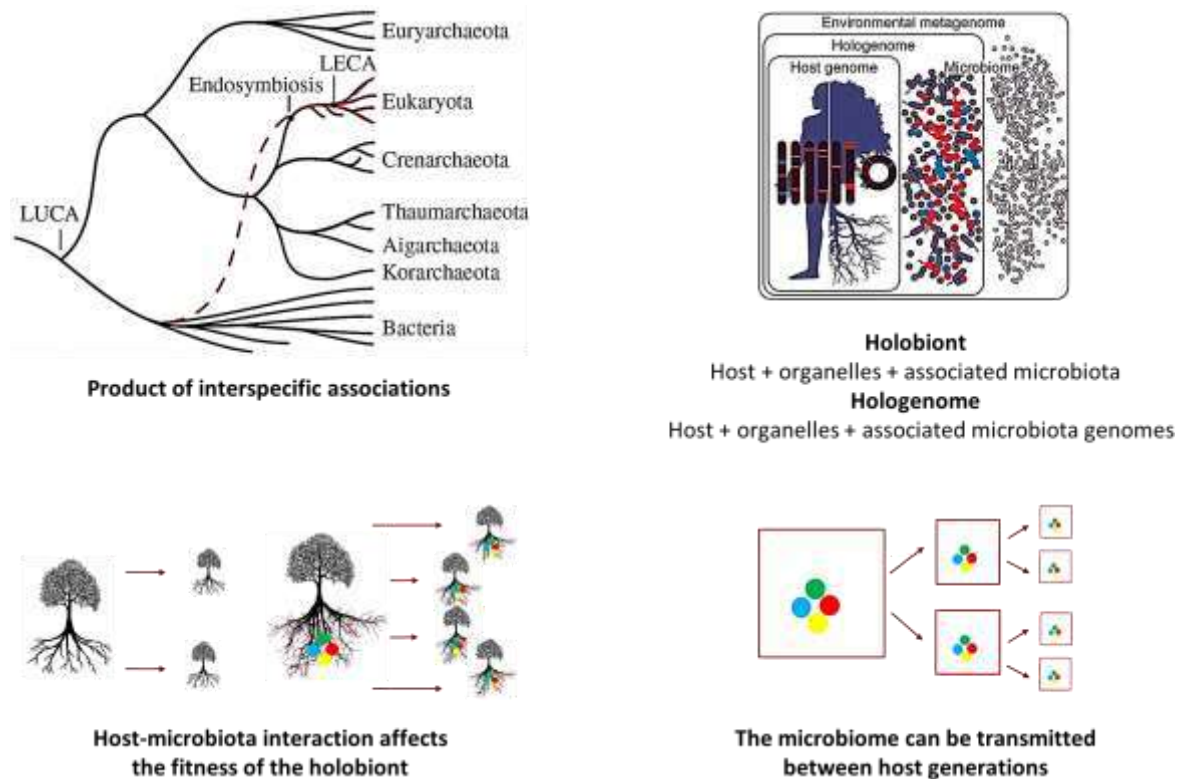 Euryarchaeota
LECA
Endosymbiosis
Eukaryota
Crenarchaeota
LUCA
Thaumarchaeota
Aigarchaeota
Korarchaeota
Bacteria
Product of interspecific associations
Environmental metagenome
Hologenome
Host genome
Microbiome
Holobiont
Host + organelles + associated microbiota
Hologenome
Host + organelles + associated microbiota genomes
Host-microbiota interaction affects
the fitness of the holobiont
The microbiome can be transmitted
between host generations